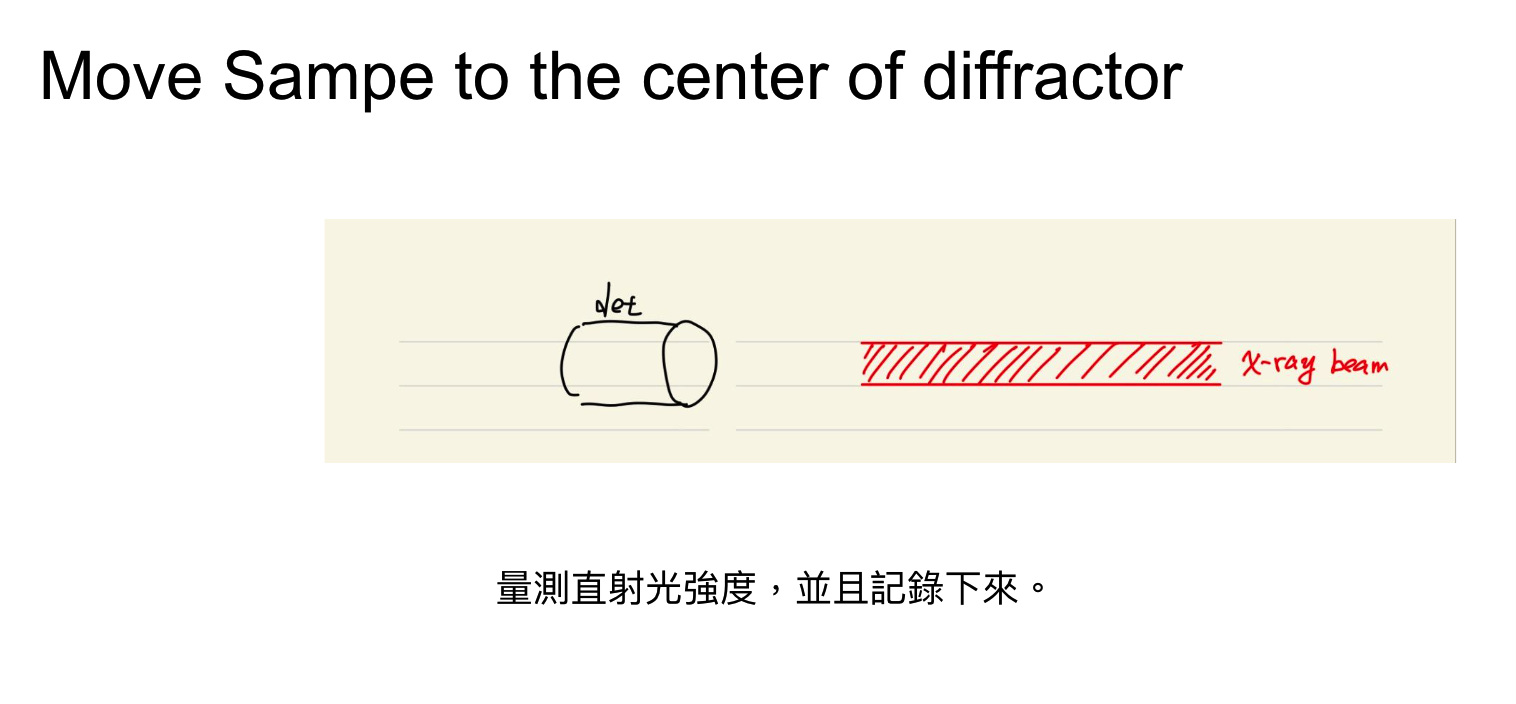 Move Sampe to the center of diffractor
det
X-ray beam
量測直射光強度，並且記錄下來。